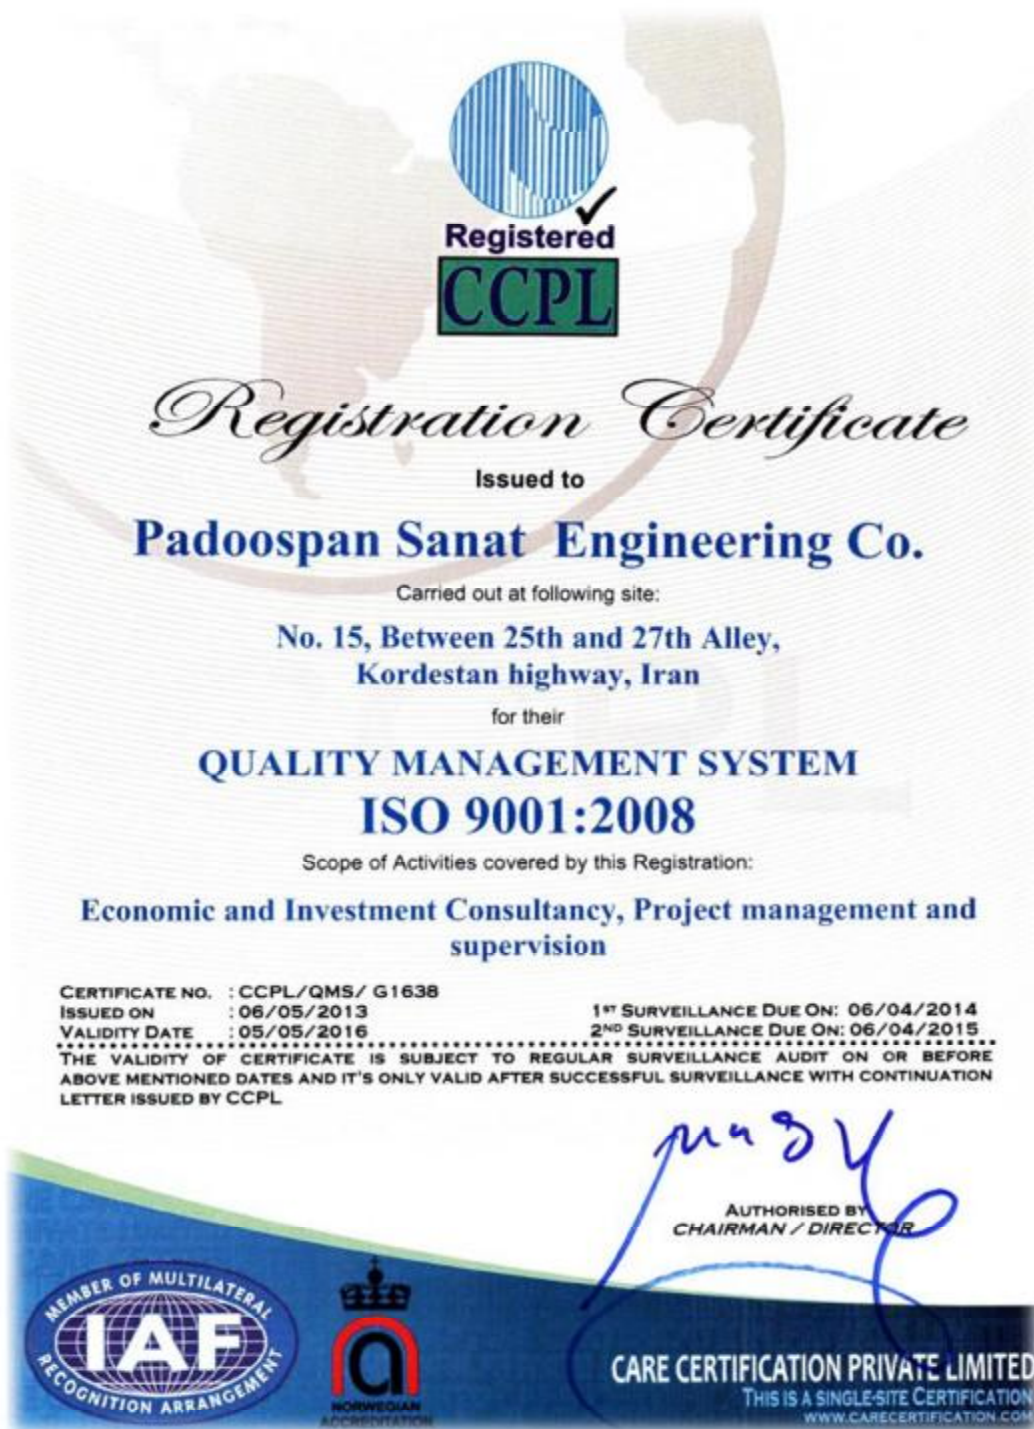 Registered
CCPL
Registration Certificate
Issued to
Padoospan Sanat Engineering Co.
Carried out at following site:
No. 15, Between 25th and 27th Alley,
Kordestan highway, Iran
for their
QUALITY MANAGEMENT SYSTEM
ISO 9001:2008
Scope of Activities covered by this Registration:
Economic and Investment Consultancy, Project management and
supervision
CERTIFICATE NO. : CCPL/QMS/ G1638
ISSUED ON : 06/05/2013
1ST SURVEILLANCE DUE ON: 06/04/2014
VALIDITY DATE : 05/05/2016
2ND SURVEILLANCE DUE ON: 06/04/2015
THE VALIDITY OF CERTIFICATE IS SUBJECT TO REGULAR SURVEILLANCE AUDIT ON OR BEFORE
ABOVE MENTIONED DATES AND IT'S ONLY VALID AFTER SUCCESSFUL SURVEILLANCE WITH CONTINUATION
LETTER ISSUED BY CCPL
AUTHORISED BY
CHAIRMAN / DIRECTOR
MEMBER OF MULTILATERAL
IAF
RECOGNITION ARRANGEMENT
NORWEGIAN
ACCREDITATION
CARE CERTIFICATION PRIVATE LIMITED
THIS IS A SINGLE-SITE CERTIFICATION
WWW.CARECERTIFICATION.COM